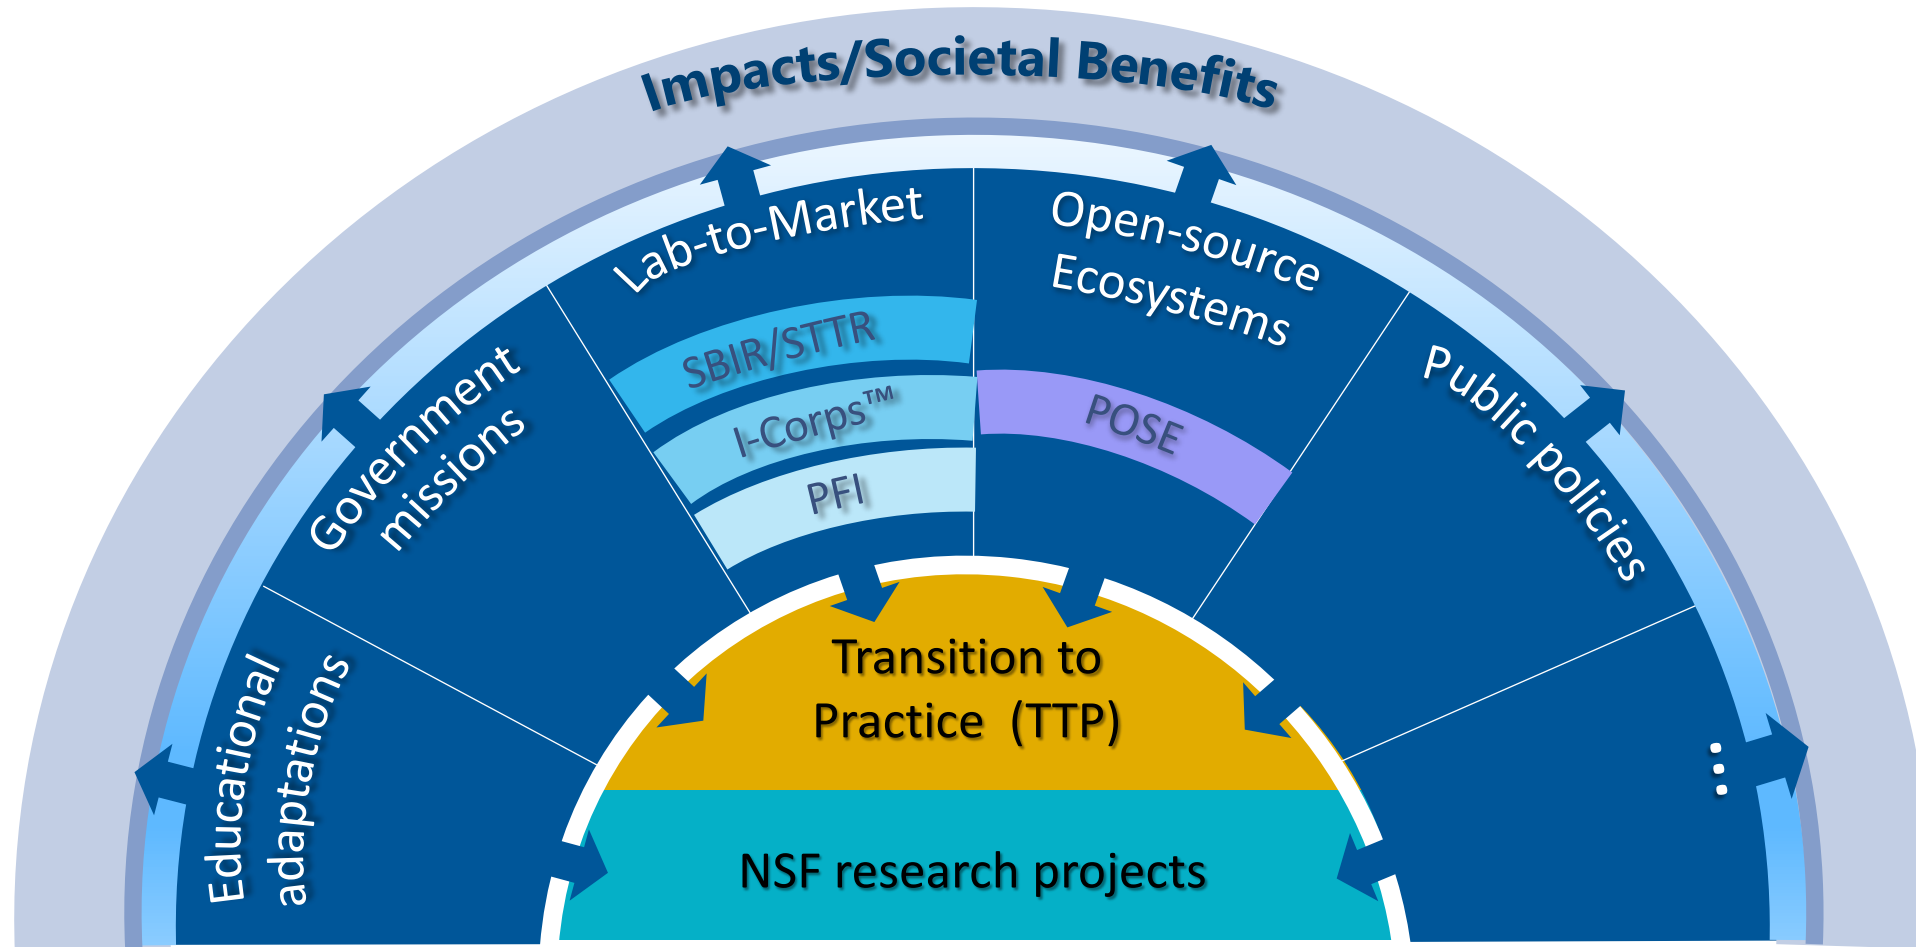 Impacts/Societal Benefits
Educational
adaptations
Government
missions
Lab-to-Market
SBIR/STTR
I-Corps™
PFI
Open-source
Ecosystems
POSE
Public policies
...
Transition to
Practice (TTP)
NSF research projects